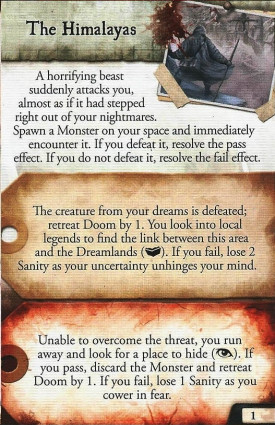 The Himalayas
A horrifying beast
suddenly attacks you,
almost as if it had stepped
right out of your nightmares.
Spawn a Monster on your space and immediately
encounter it. If you defeat it, resolve the pass
effect. If you do not defeat it, resolve the fail effect.
The creature from your dreams is defeated;
retreat Doom by 1. You look into local
legends to find the link between this area
and the Dreamlands ( ). If you fail, lose 2
Sanity as your uncertainty unhinges your mind.
Unable to overcome the threat, you run
away and look for a place to hide ( ). If
you pass, discard the Monster and retreat
Doom by 1. If you fail, lose 1 Sanity as you
cower in fear.
1